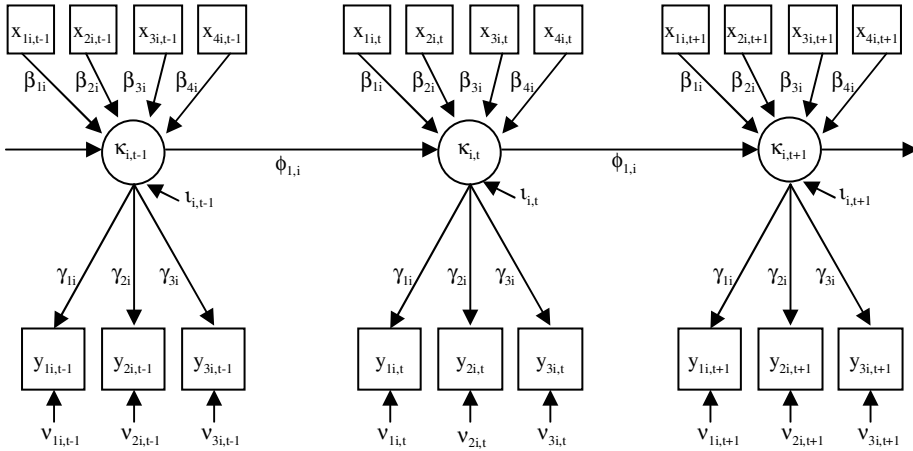 x1i,t-1 x2i,t-1 x3i,t-1 x4i,t-1 x1i,t x2i,t x3i,t x4i,t x1i,t+1 x2i,t+1 x3i,t+1 x4i,t+1
β1i β2i β3i β4i β1i β2i β3i β4i β1i β2i β3i β4i
κi,t-1 κi,t κi,t+1
ϕ1,i ϕ1,i
ιi,t-1 ιi,t ιi,t+1
γ1i γ2i γ3i γ1i γ2i γ3i γ1i γ2i γ3i
y1i,t-1 y2i,t-1 y3i,t-1 y1i,t y2i,t y3i,t y1i,t+1 y2i,t+1 y3i,t+1
ν1i,t-1 ν2i,t-1 ν3i,t-1 ν1i,t ν2i,t ν3i,t ν1i,t+1 ν2i,t+1 ν3i,t+1